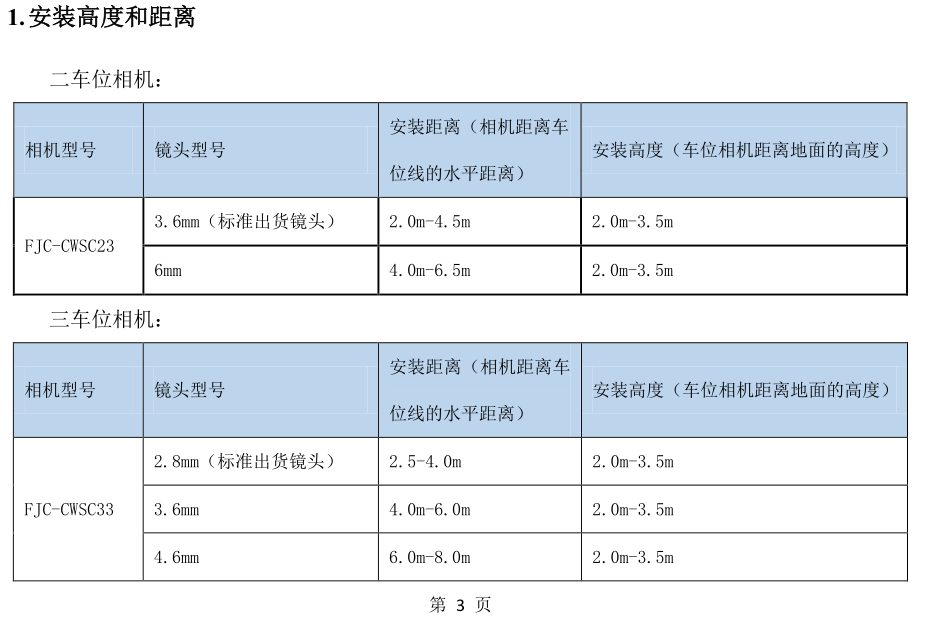 1.安装高度和距离
二车位相机：
相机型号 镜头型号 安装距离（相机距离车位线的水平距离） 安装高度（车位相机距离地面的高度）
FJC-CWSC23 3.6mm（标准出货镜头） 2.0m-4.5m 2.0m-3.5m
6mm 4.0m-6.5m 2.0m-3.5m
三车位相机：
相机型号 镜头型号 安装距离（相机距离车位线的水平距离） 安装高度（车位相机距离地面的高度）
FJC-CWSC33 2.8mm（标准出货镜头） 2.5-4.0m 2.0m-3.5m
3.6mm 4.0m-6.0m 2.0m-3.5m
4.6mm 6.0m-8.0m 2.0m-3.5m
第 3 页